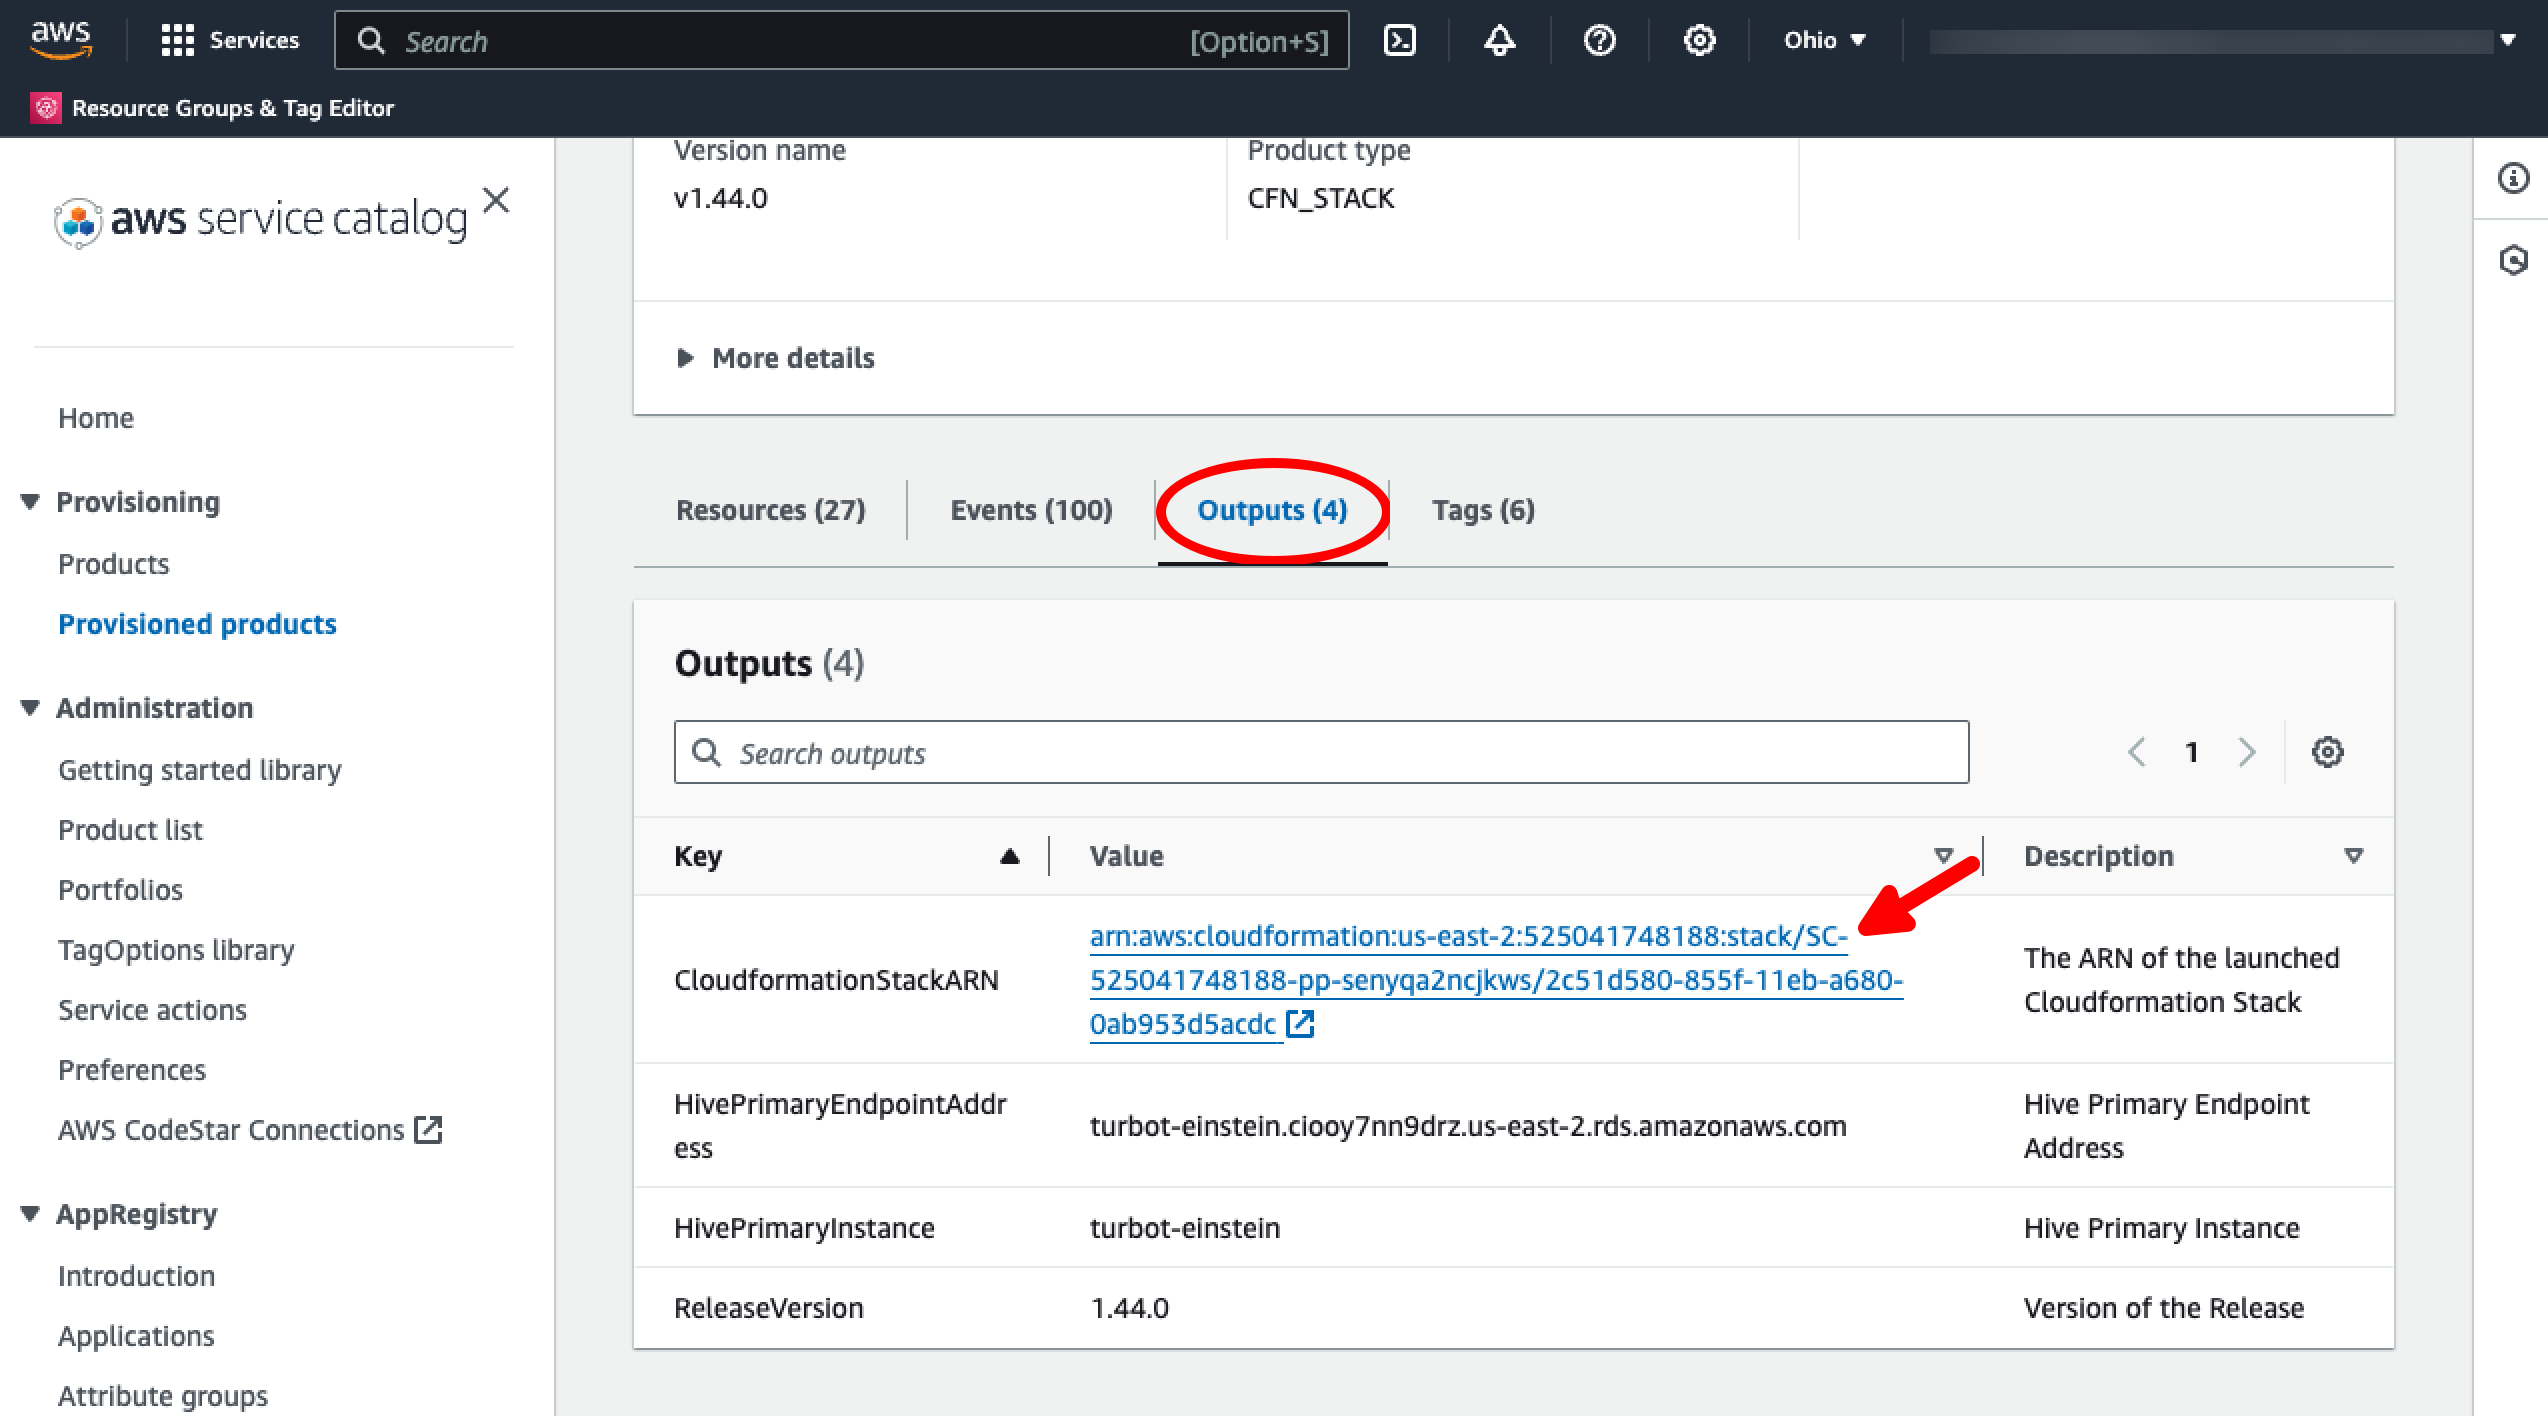 aws
Services
Search
[Option+S]
Ohio
Resource Groups & Tag Editor
aws service catalog
Home
Provisioning
Products
Provisioned products
Administration
Getting started library
Product list
Portfolios
TagOptions library
Service actions
Preferences
AWS CodeStar Connections
AppRegistry
Introduction
Applications
Attribute groups
Version name
v1.44.0
Product type
CFN_STACK
More details
Resources (27)
Events (100)
Outputs (4)
Tags (6)
Outputs (4)
Search outputs
1
Key
Value
Description
CloudformationStackARN
arn:aws:cloudformation:us-east-2:525041748188:stack/SC-
525041748188-pp-senyqa2ncjkws/2c51d580-855f-11eb-a680-
0ab953d5acdc
The ARN of the launched
Cloudformation Stack
HivePrimaryEndpointAddr
ess
turbot-einstein.ciooy7nn9drz.us-east-2.rds.amazonaws.com
Hive Primary Endpoint
Address
HivePrimaryInstance
turbot-einstein
Hive Primary Instance
ReleaseVersion
1.44.0
Version of the Release